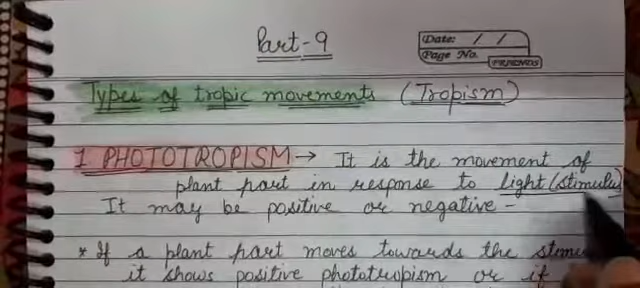 Part-9
Date: / /
Page No.
FRIENDS
Types of tropic movements (Tropism)
1 PHOTOTROPISM → It is the movement of
plant part in response to light (stimulus)
It may be positive or negative -
* If a plant part moves towards the
it shows positive phototropism or if